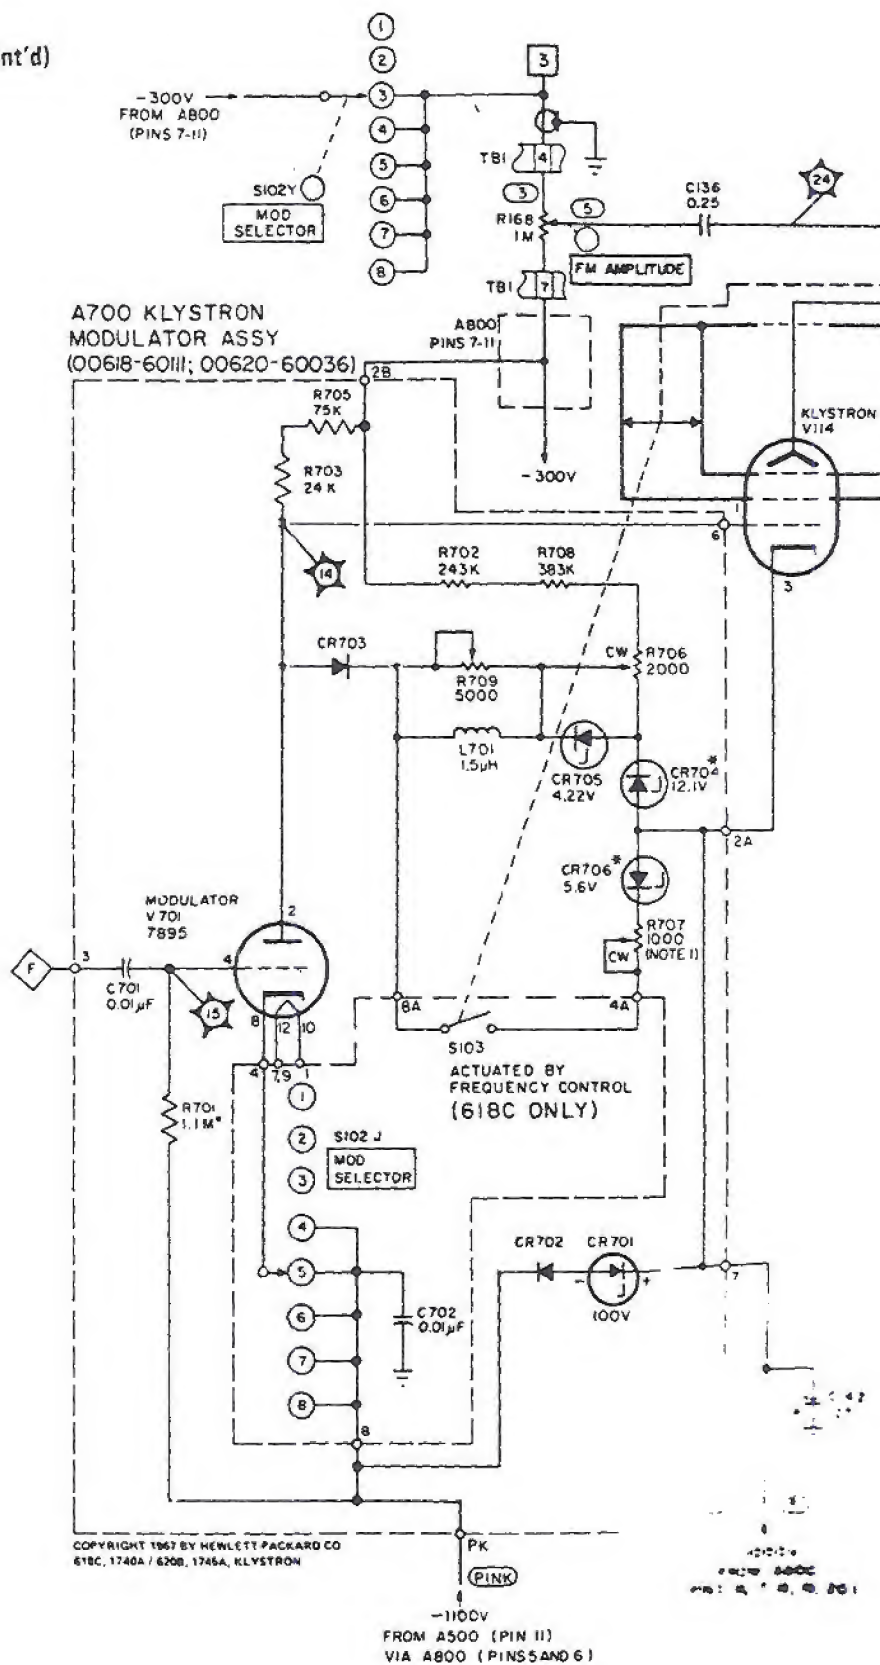 nt'd)
1
2
3
4
5
6
7
8
-300V
FROM A800
(PINS 7-11)
S102Y
MOD
SELECTOR
3
TB1
4
3
R168
1M
5
FM AMPLITUDE
C136
0.25
24
TB1
7
A800
PINS 7-11
-300V
A700 KLYSTRON
MODULATOR ASSY
(00618-60111; 00620-60036)
2B
R705
75K
R703
24K
14
R702
243K
R708
383K
KLYSTRON
V114
1
6
3
CR703
R709
5000
CW
R706
2000
L701
1.5µH
CR705
4.22V
CR704*
12.1V
2A
CR706*
5.6V
R707
1000
(NOTE 1)
CW
MODULATOR
V701
7895
2
F
3
C701
0.01µF
4
15
8
12
10
8A
4A
S103
ACTUATED BY
FREQUENCY CONTROL
(618C ONLY)
4
7,9
1
R701
1.1M*
1
2
3
4
5
6
7
8
S102J
MOD
SELECTOR
C702
0.01µF
CR702
CR701
-
+
100V
7
8
COPYRIGHT 1967 BY HEWLETT-PACKARD CO
618C, 1740A / 620B, 1745A, KLYSTRON
PK
PINK
-1100V
FROM A500 (PIN 11)
VIA A800 (PINS 5 AND 6)